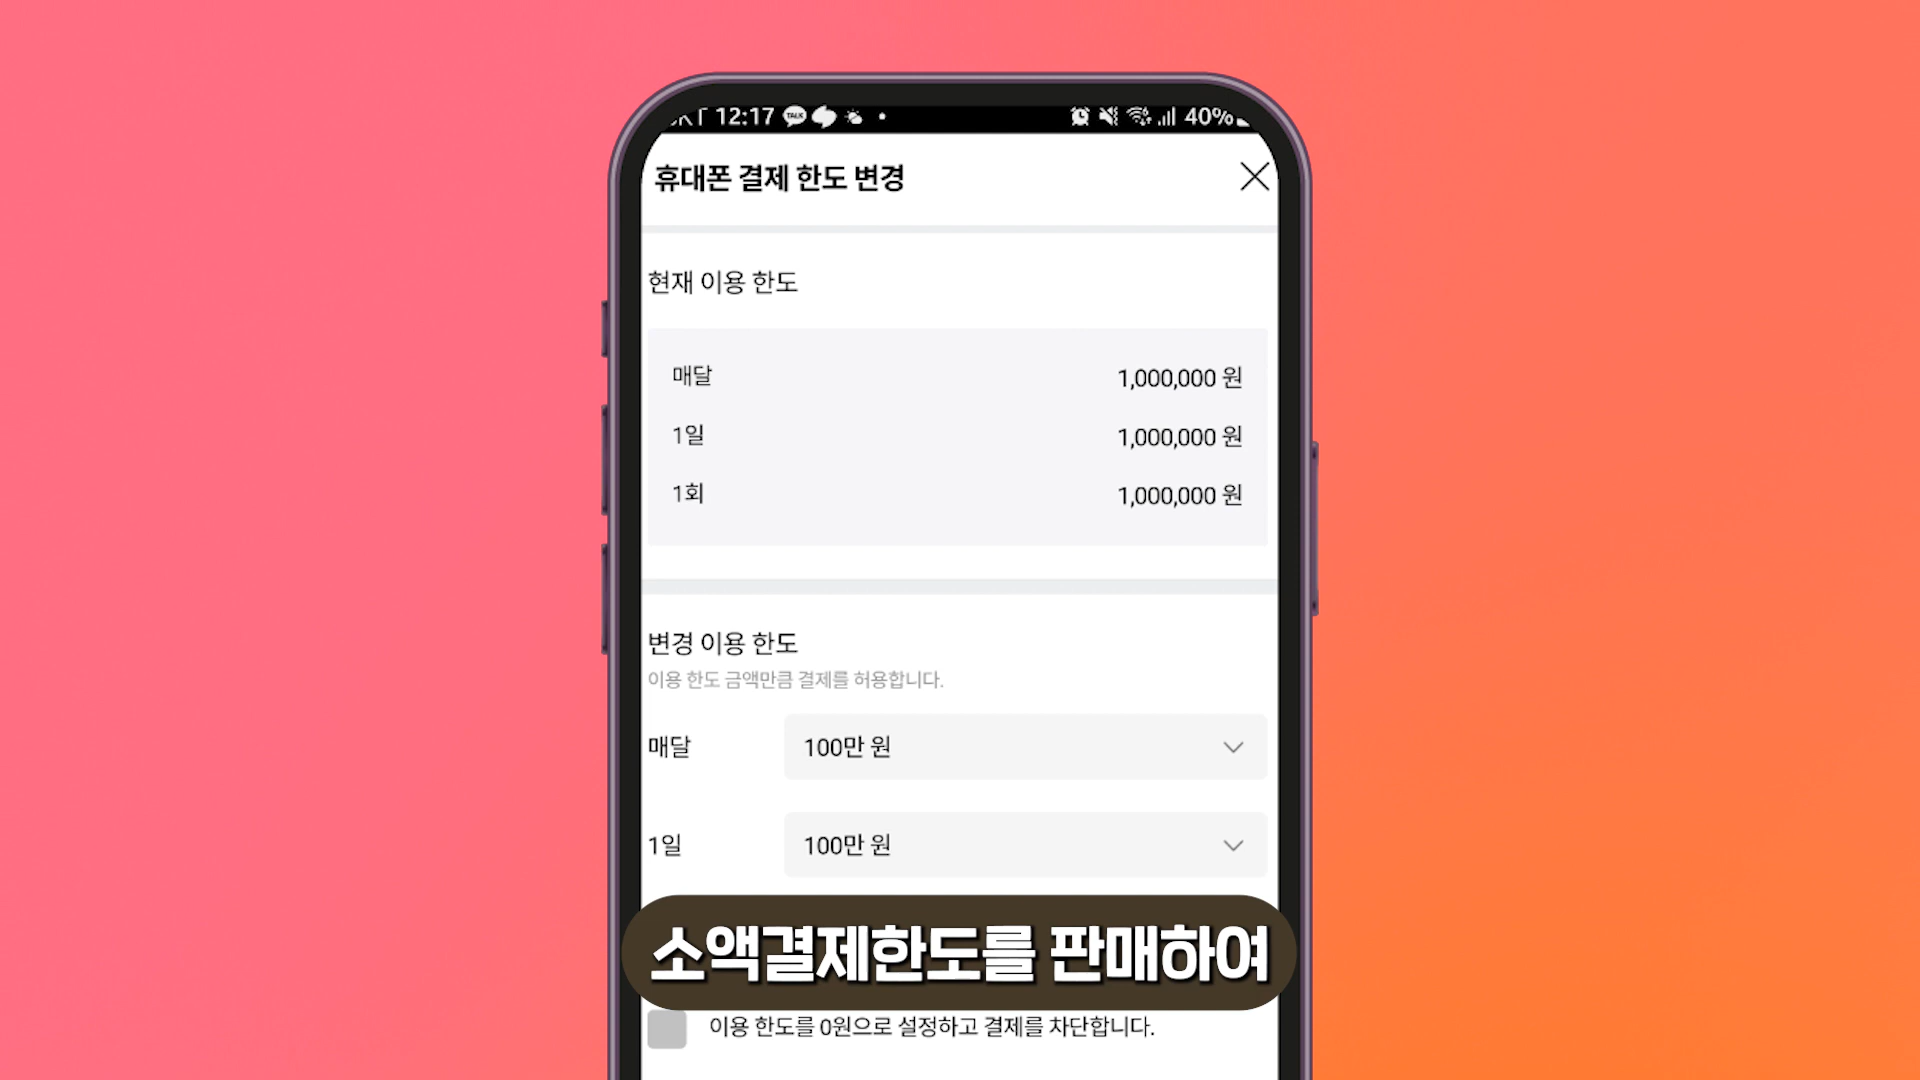 12:17
TALK
40%
휴대폰 결제 한도 변경
현재 이용 한도
매달 1,000,000 원
1일 1,000,000 원
1회 1,000,000 원
변경 이용 한도
이용 한도 금액만큼 결제를 허용합니다.
매달 100만 원
1일 100만 원
소액결제한도를 판매하여
이용 한도를 0원으로 설정하고 결제를 차단합니다.